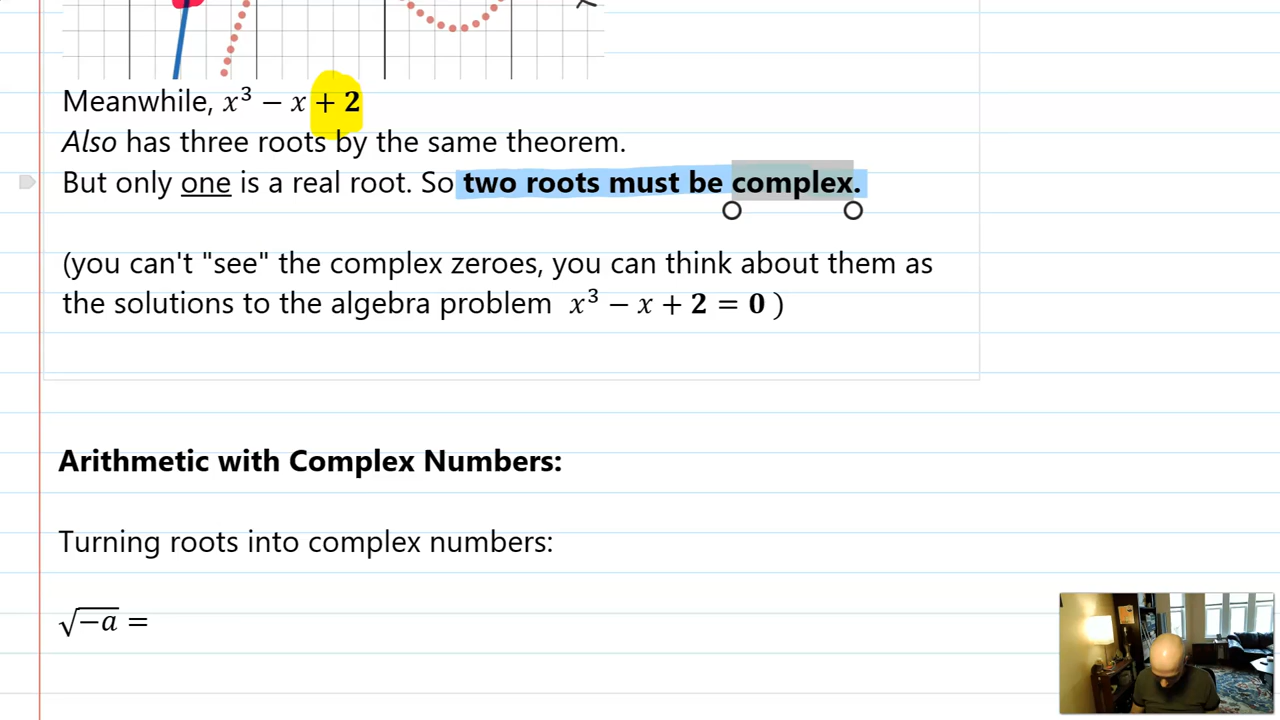 Meanwhile, x³ − x + 2
Also has three roots by the same theorem.
But only one is a real root. So two roots must be complex.
(you can't "see" the complex zeroes, you can think about them as
the solutions to the algebra problem x³ − x + 2 = 0 )
Arithmetic with Complex Numbers:
Turning roots into complex numbers:
√−a =